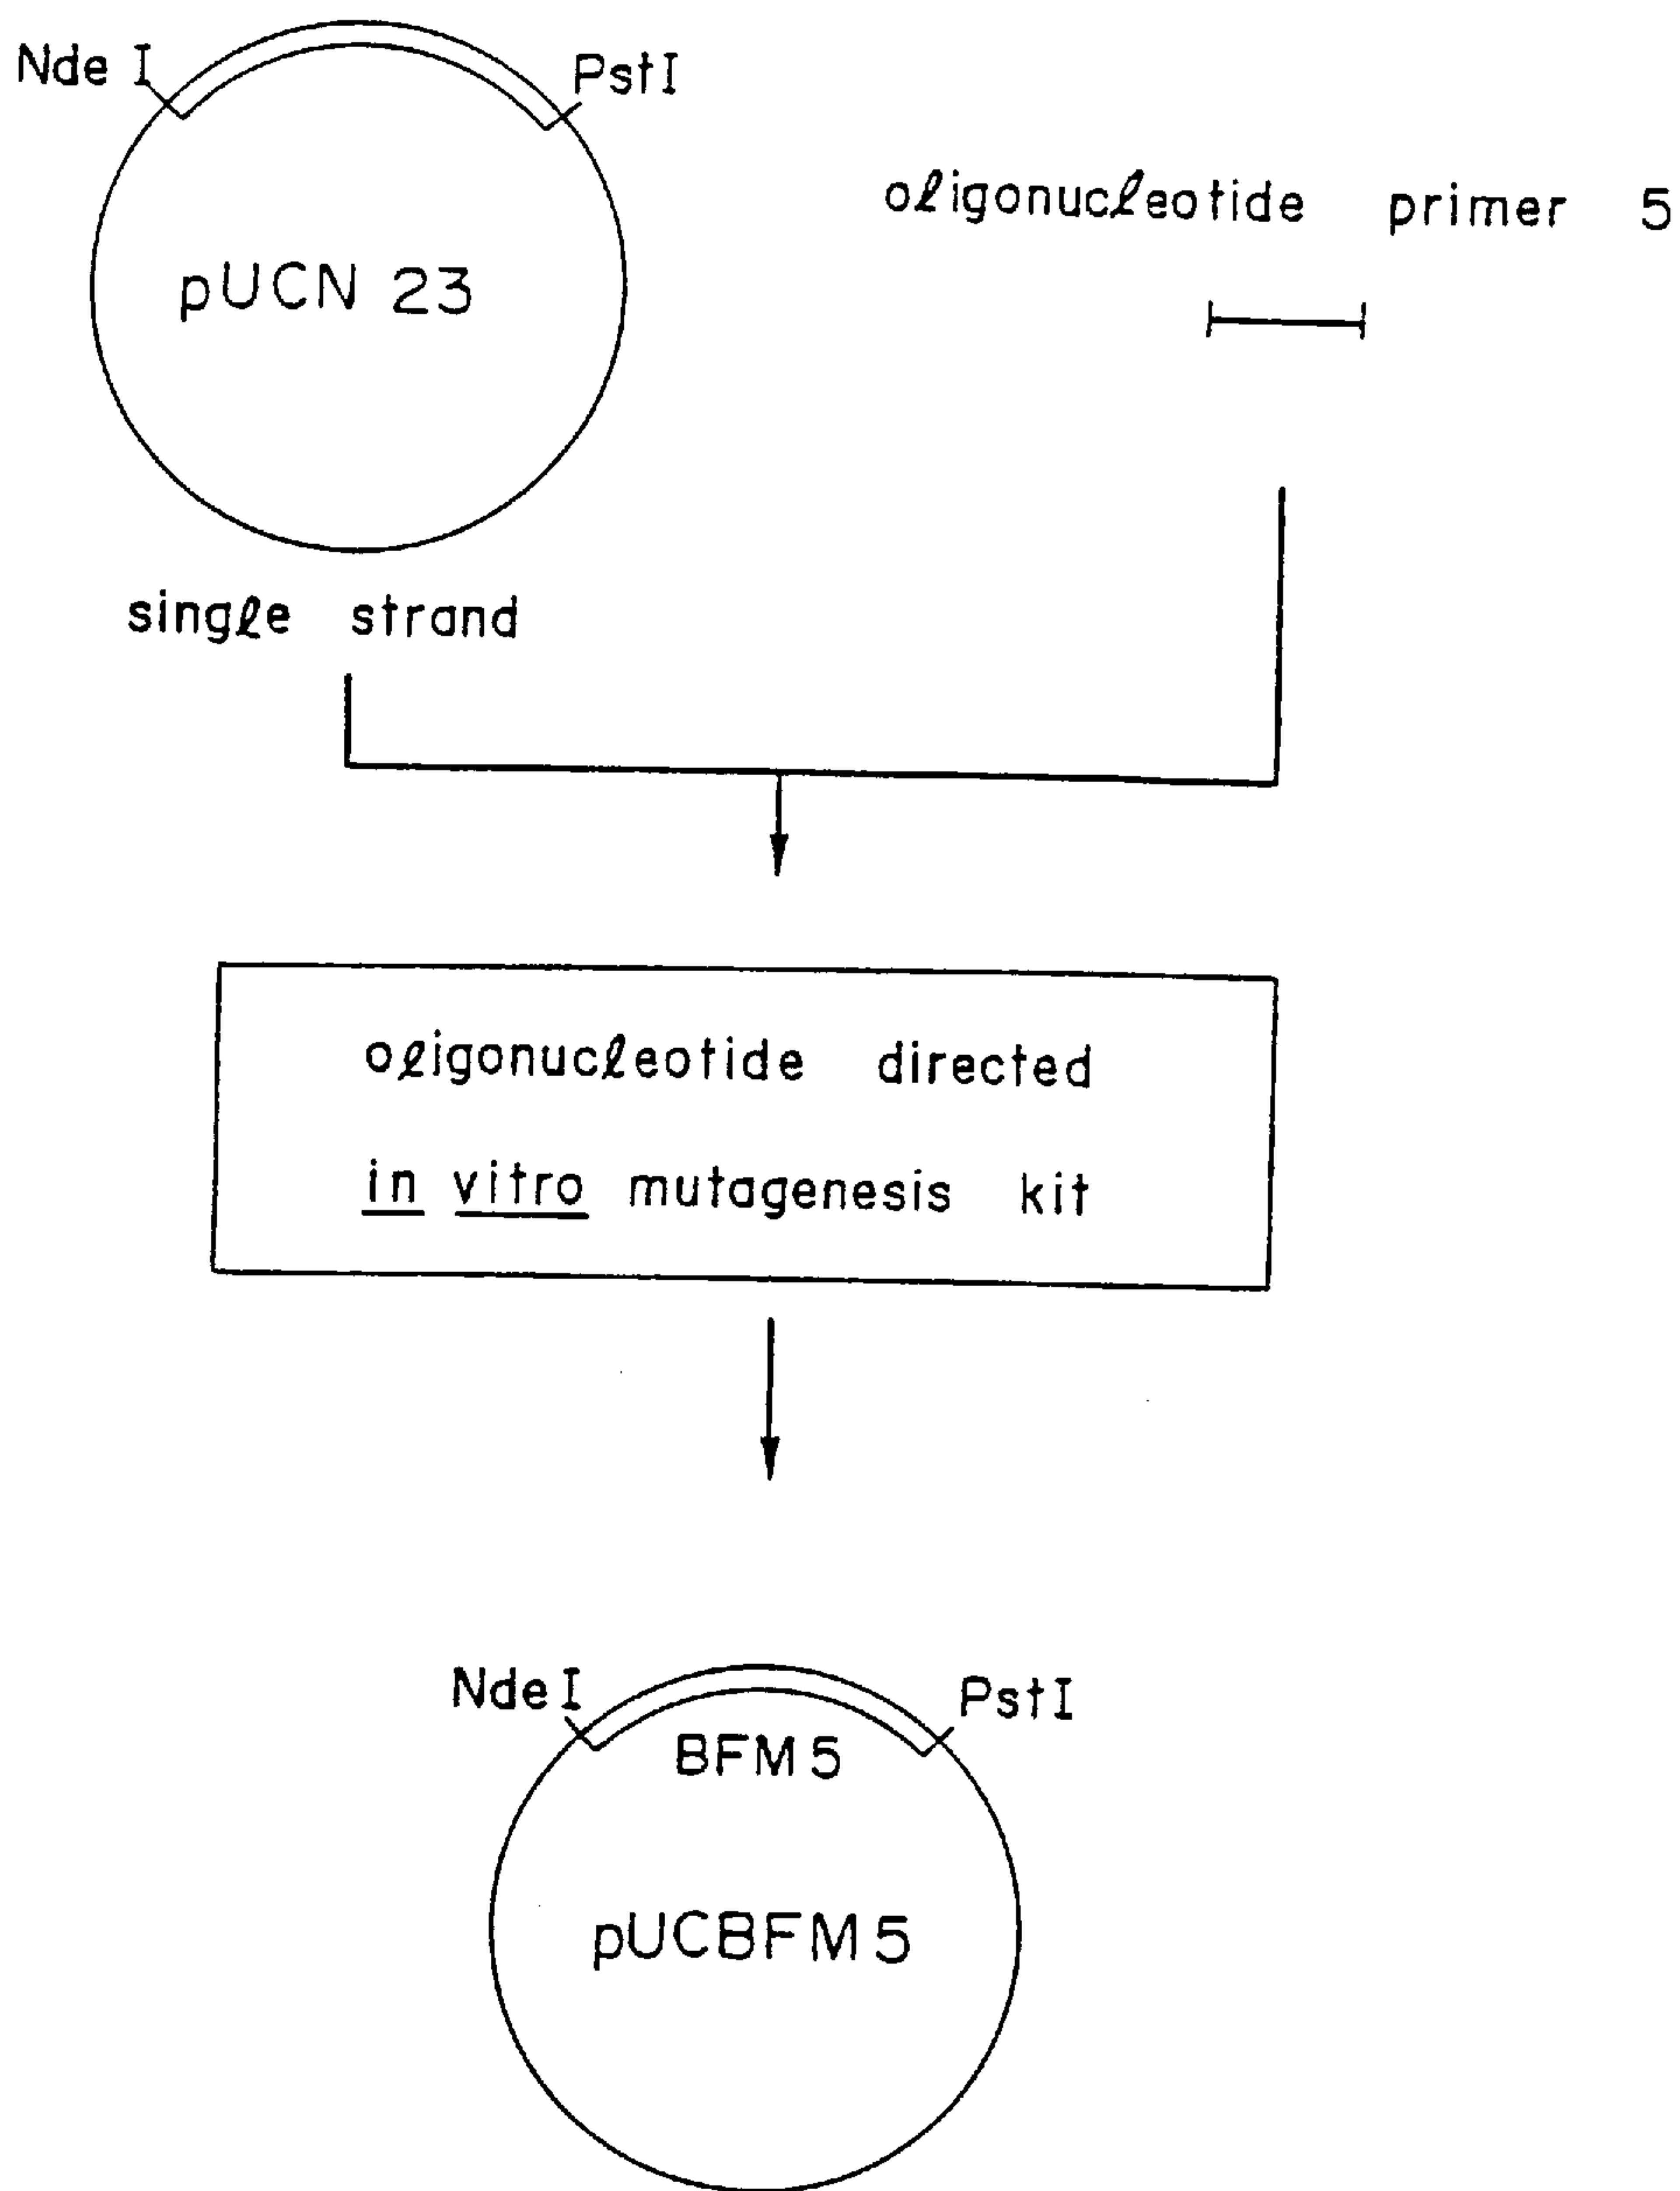 Nde I
PstI
oligonucleotide primer 5
pUCN 23
single strand
oligonucleotide directed
in vitro mutagenesis kit
NdeI
PstI
BFM5
pUCBFM5